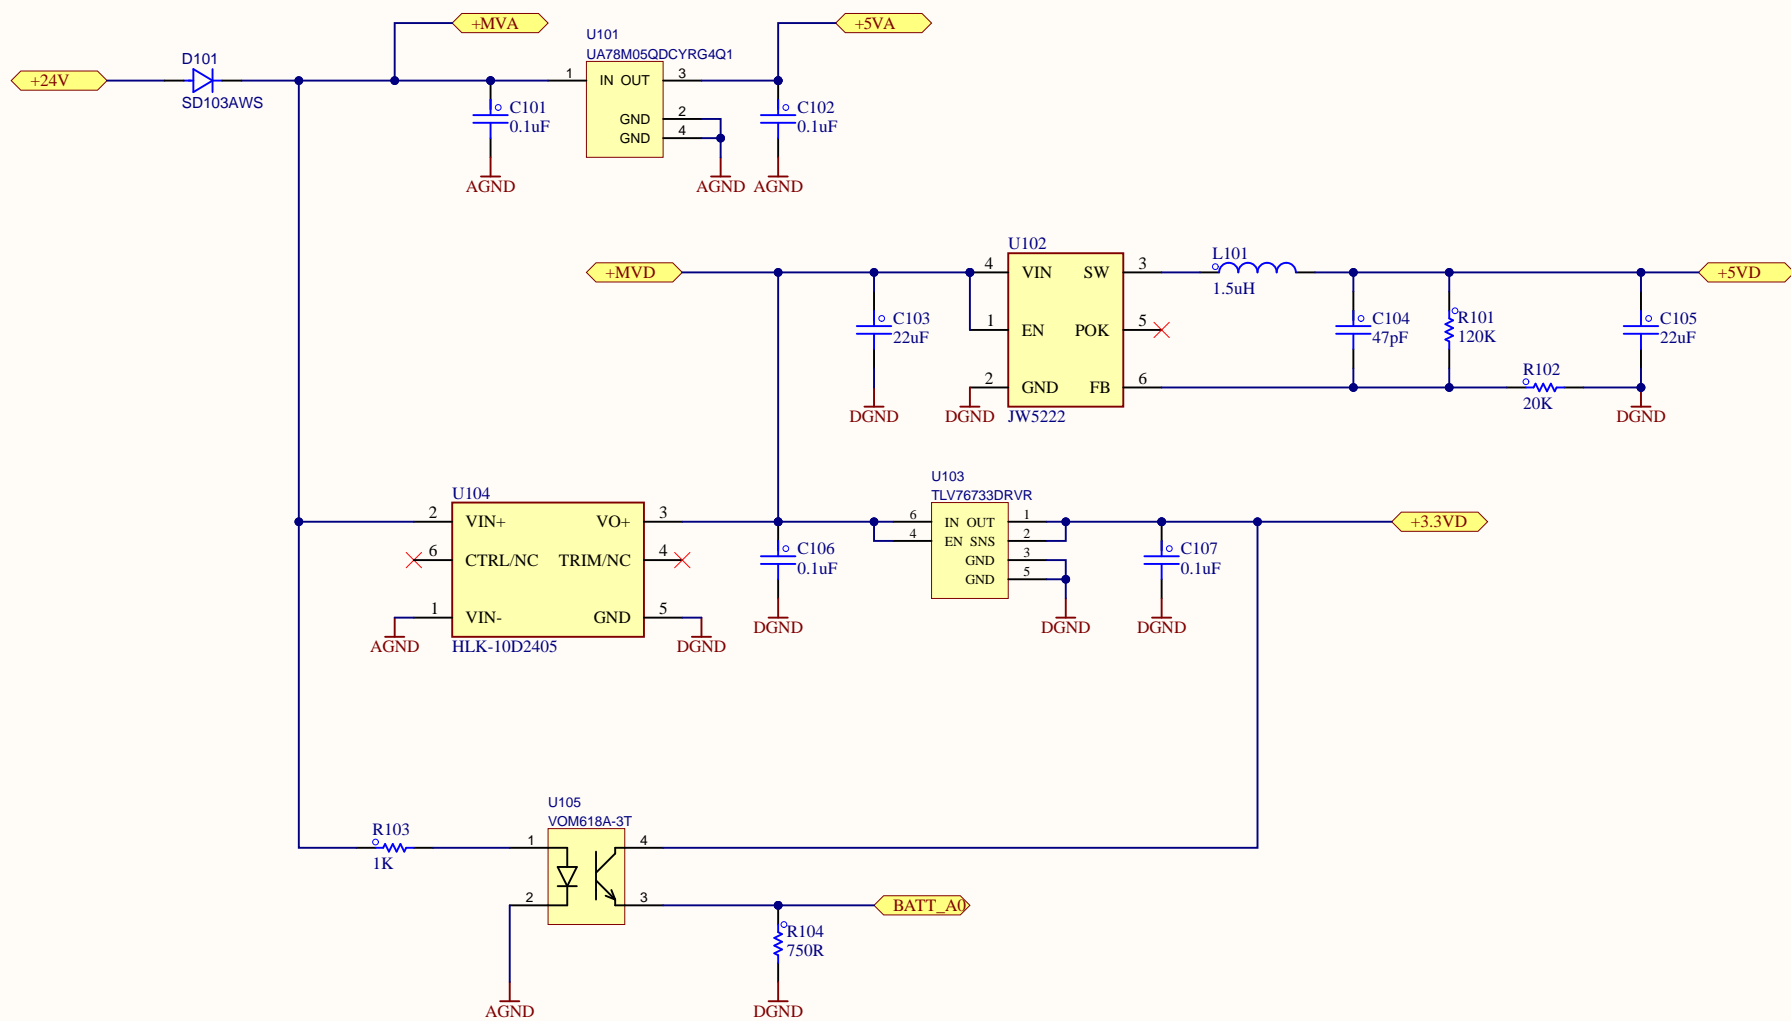 +MVA
+5VA
U101
UA78M05QDCYRG4Q1
+24V
D101
SD103AWS
1
IN OUT
3
GND
2
GND
4
C101
0.1uF
C102
0.1uF
AGND
AGND
AGND
U102
+MVD
4
VIN
SW
3
L101
1.5uH
+5VD
1
EN
POK
5
2
GND
FB
6
JW5222
C103
22uF
DGND
DGND
C104
47pF
R101
120K
R102
20K
C105
22uF
DGND
U104
2
VIN+
VO+
3
6
CTRL/NC
TRIM/NC
4
1
VIN-
GND
5
HLK-10D2405
AGND
DGND
C106
0.1uF
DGND
U103
TLV76733DRVR
6
IN OUT
1
4
EN SNS
2
GND
3
GND
5
DGND
C107
0.1uF
DGND
+3.3VD
U105
VOM618A-3T
R103
1K
1
4
2
3
BATT_A0
R104
750R
AGND
DGND